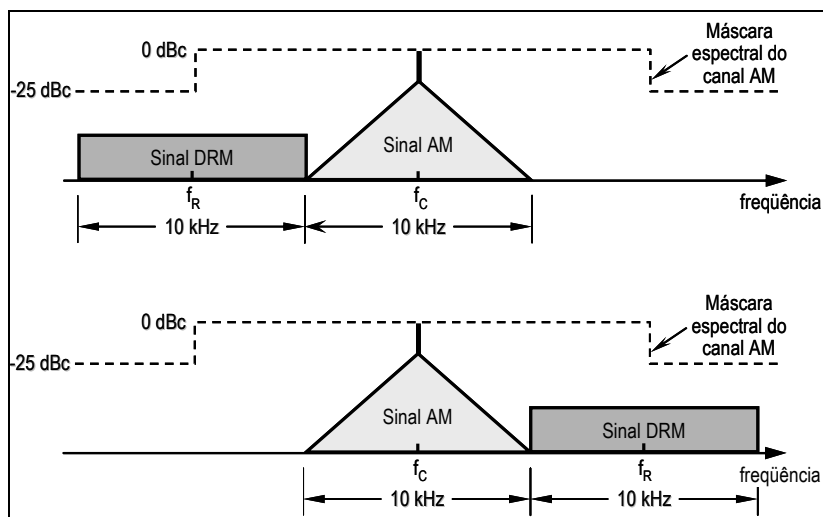 0 dBc
Máscara
espectral do
canal AM
-25 dBc
Sinal DRM
Sinal AM
f_R
f_C
freqüência
10 kHz
10 kHz
0 dBc
Máscara
espectral do
canal AM
-25 dBc
Sinal AM
Sinal DRM
f_C
f_R
freqüência
10 kHz
10 kHz